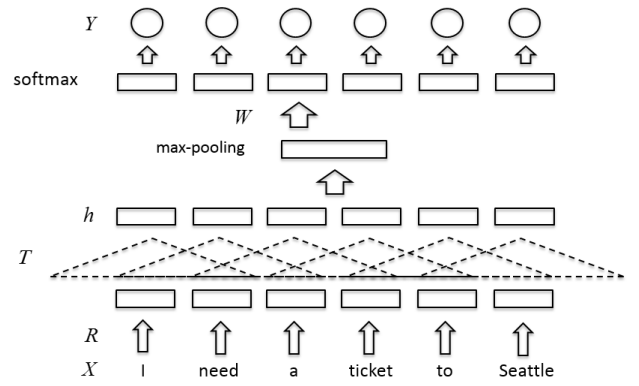 Y
softmax
W
max-pooling
h
T
R
X I need a ticket to Seattle